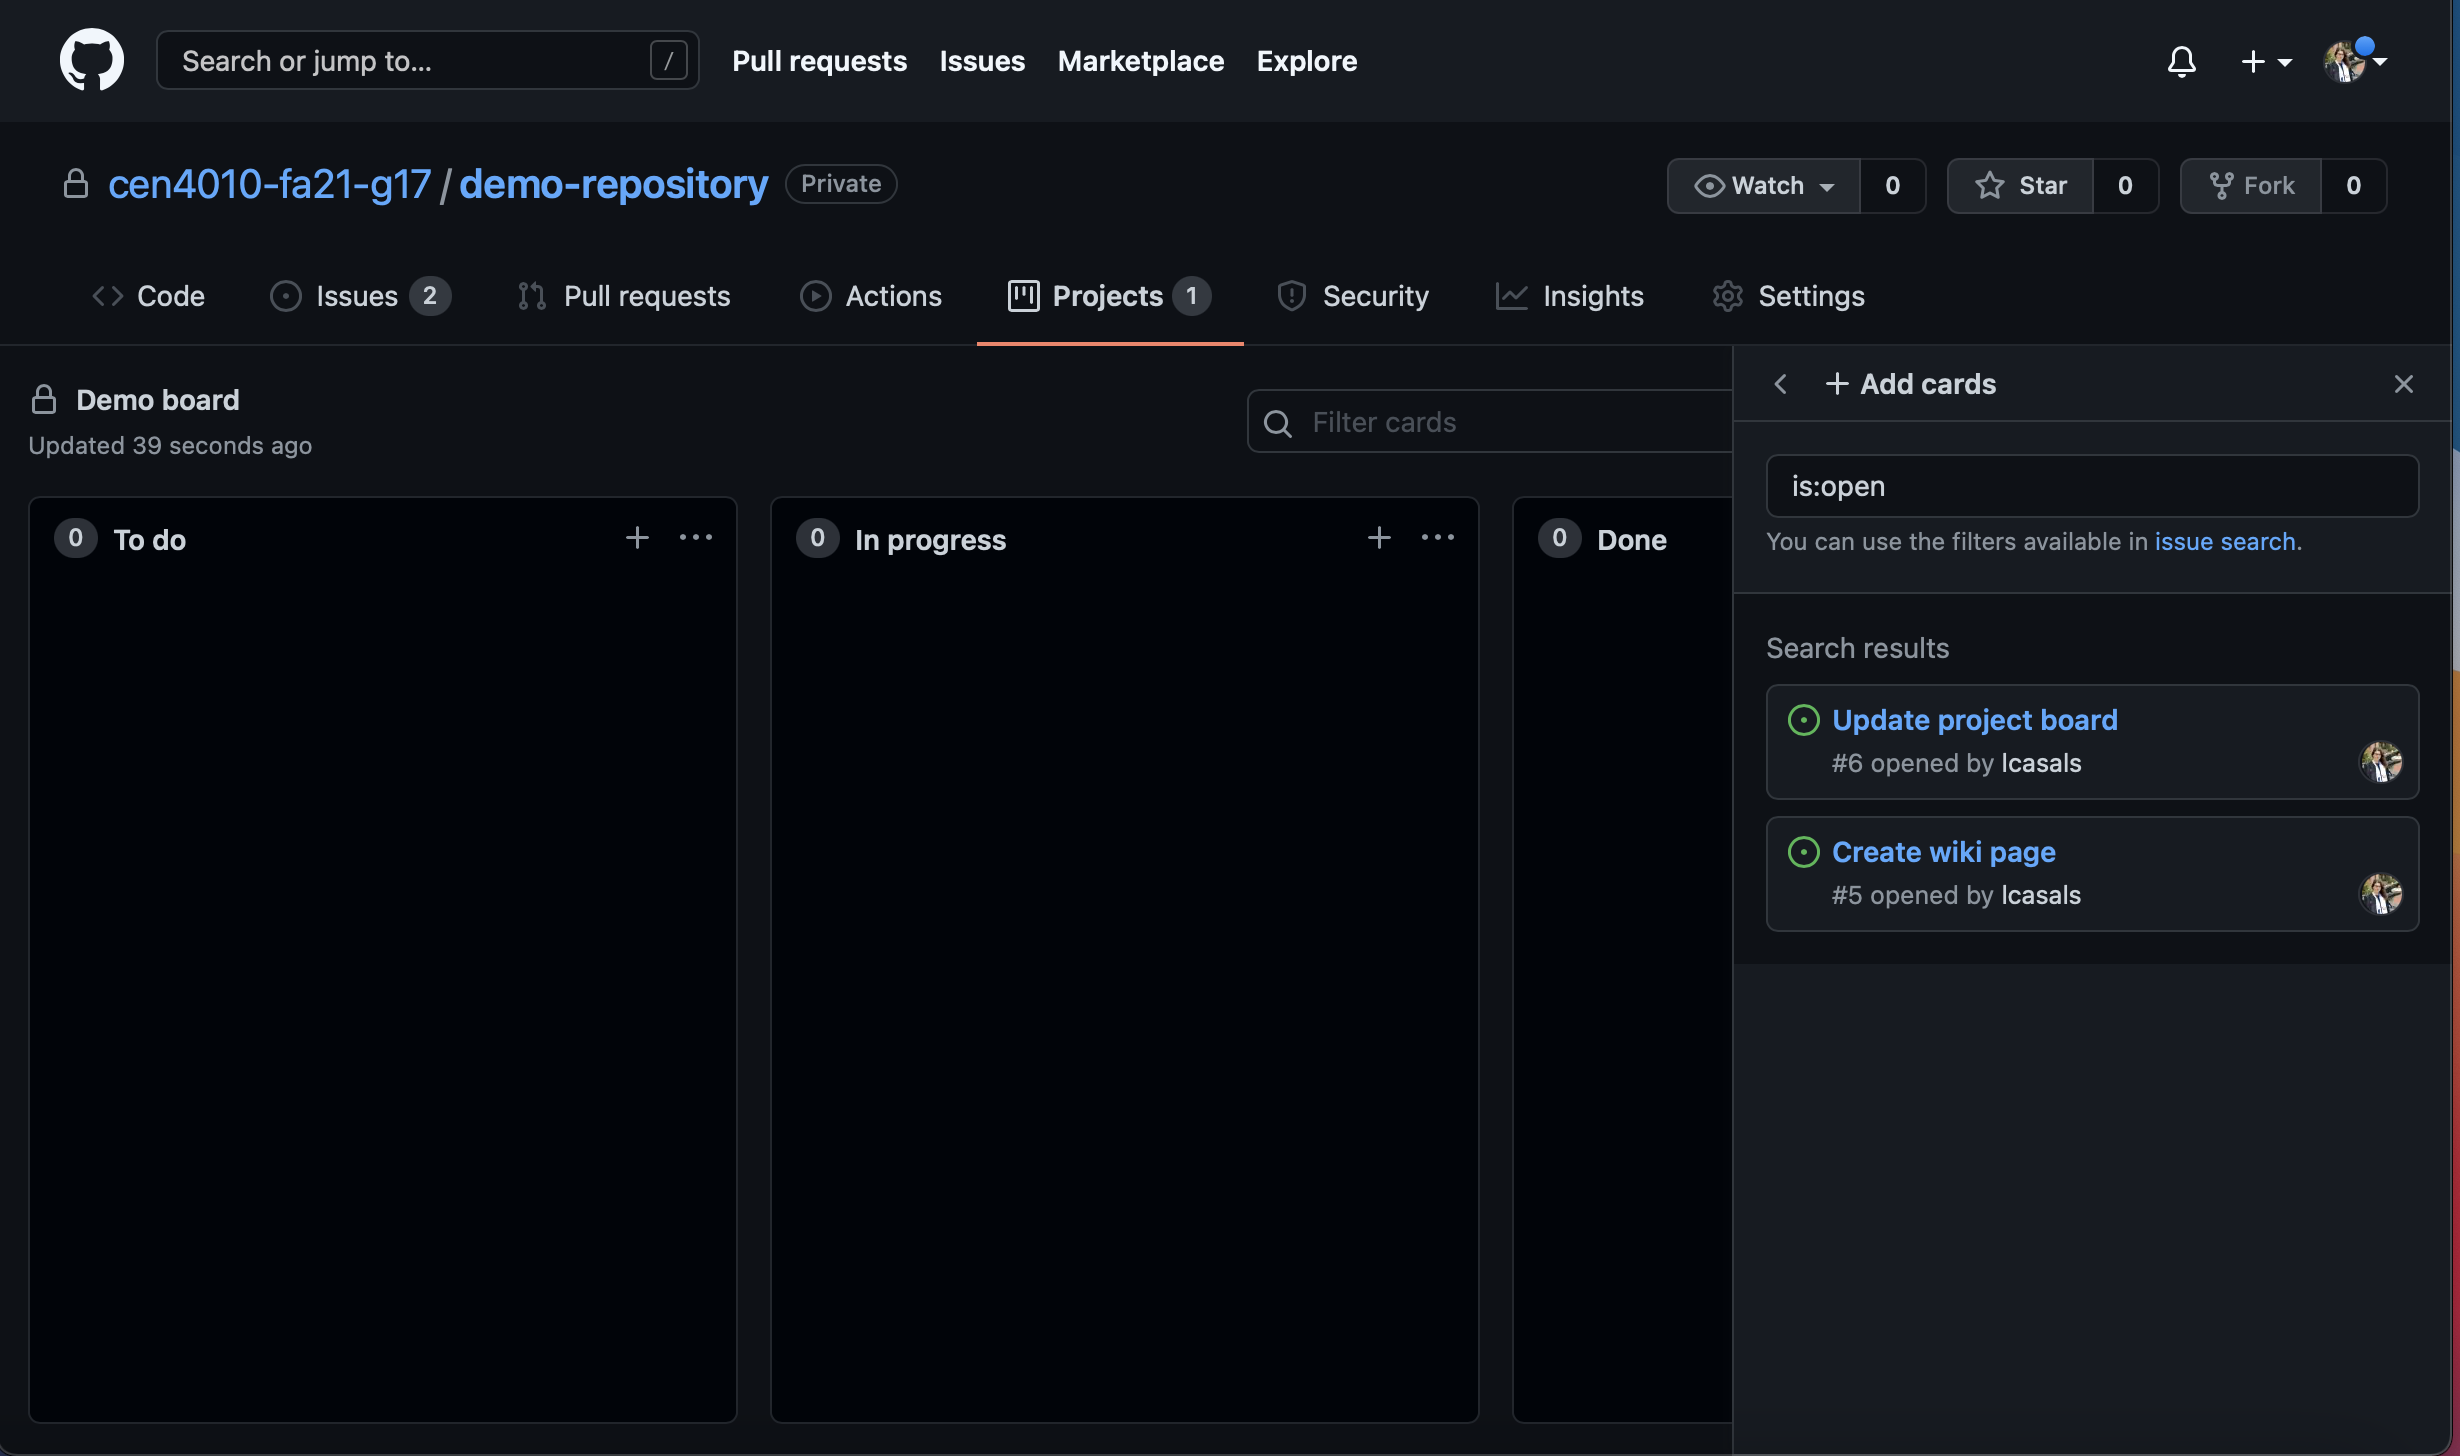 Search or jump to... /
Pull requests Issues Marketplace Explore
cen4010-fa21-g17 / demo-repository Private
Watch 0 Star 0 Fork 0
Code Issues 2 Pull requests Actions Projects 1 Security Insights Settings
Demo board
Updated 39 seconds ago
Filter cards
0 To do
0 In progress
0 Done
Add cards
is:open
You can use the filters available in issue search.
Search results
Update project board
#6 opened by lcasals
Create wiki page
#5 opened by lcasals